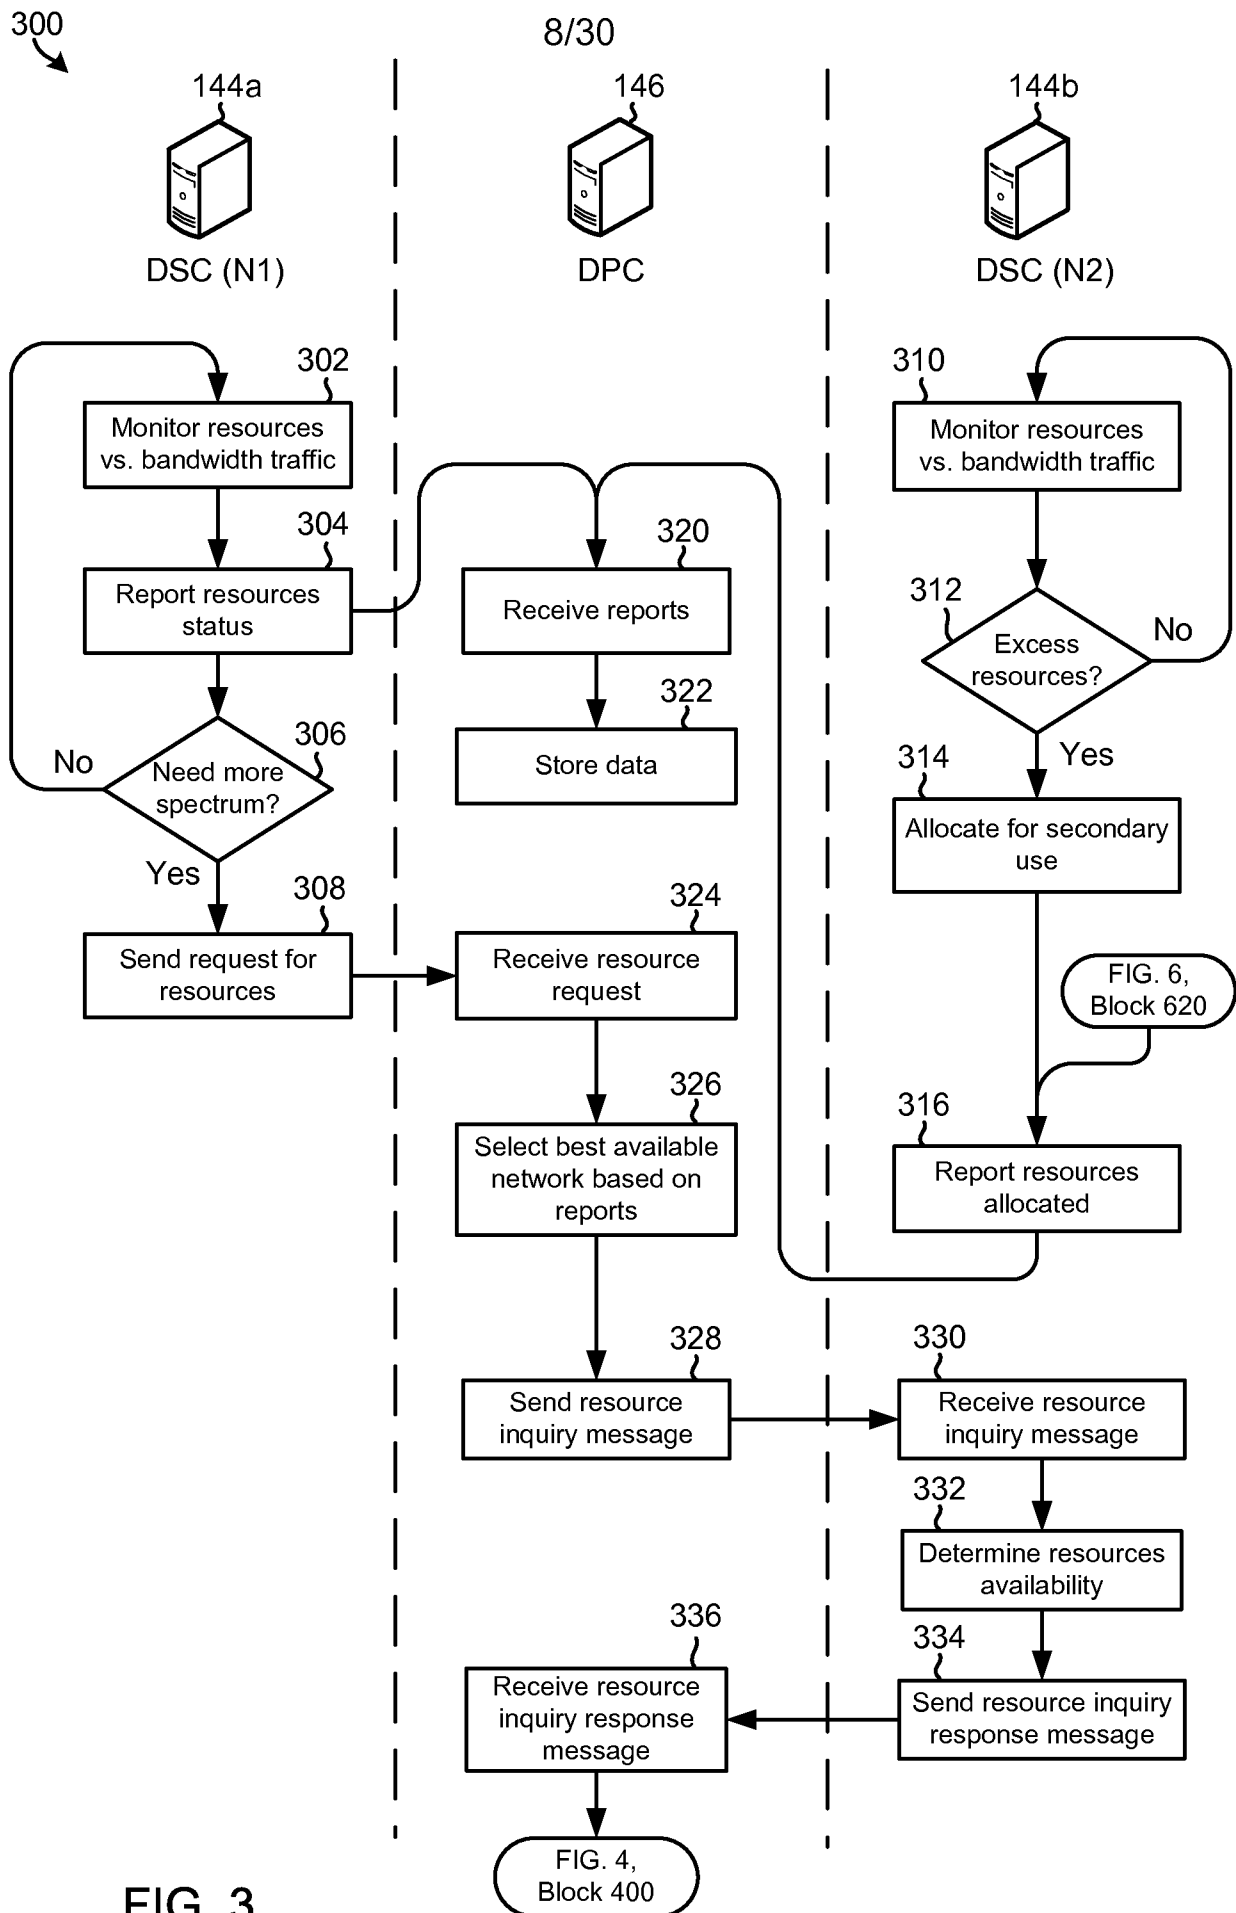 300
8/30
144a
146
144b
DSC (N1)
DPC
DSC (N2)
302
Monitor resources
vs. bandwidth traffic
304
Report resources
status
306
Need more
spectrum?
No
Yes
308
Send request for
resources
320
Receive reports
322
Store data
324
Receive resource
request
326
Select best available
network based on
reports
328
Send resource
inquiry message
336
Receive resource
inquiry response
message
FIG. 4,
Block 400
310
Monitor resources
vs. bandwidth traffic
312
Excess
resources?
No
Yes
314
Allocate for secondary
use
FIG. 6,
Block 620
316
Report resources
allocated
330
Receive resource
inquiry message
332
Determine resources
availability
334
Send resource inquiry
response message
FIG. 3